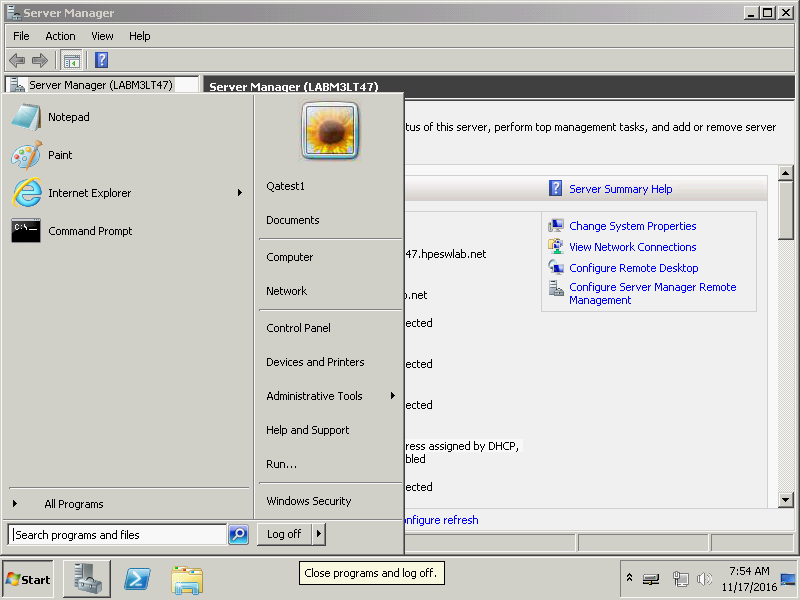 Server Manager
File Action View Help
Server Manager (LABM3LT47)
Server Manager (LABM3LT47)
tus of this server, perform top management tasks, and add or remove server
Notepad
Paint
Internet Explorer
Command Prompt
All Programs
Search programs and files
Qatest1
Documents
Computer
Network
Control Panel
Devices and Printers
Administrative Tools
Help and Support
Run...
Windows Security
Log off
Server Summary Help
Change System Properties
View Network Connections
Configure Remote Desktop
Configure Server Manager Remote
Management
47.hpeswlab.net
o.net
ected
ected
ected
ress assigned by DHCP,
bled
ected
onfigure refresh
Start
Close programs and log off.
7:54 AM
11/17/2016